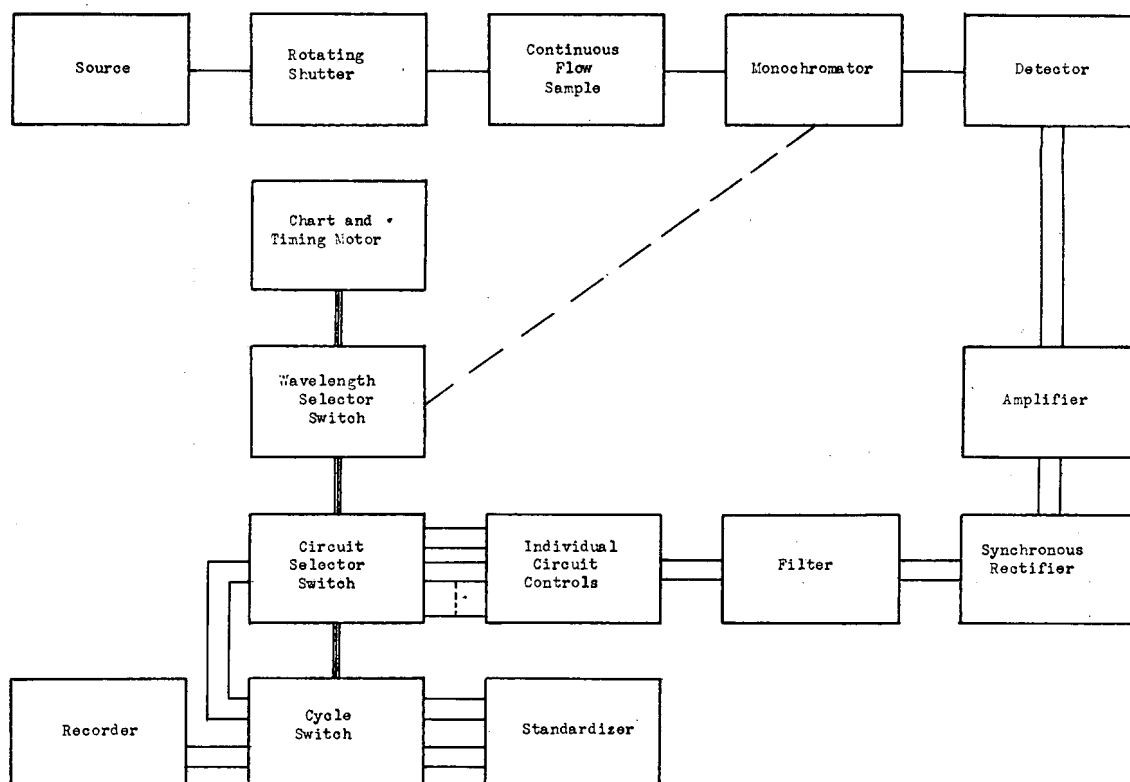 Source
Rotating
Shutter
Continuous
Flow
Sample
Monochromator
Detector
Chart and
Timing Motor
Wavelength
Selector
Switch
Amplifier
Circuit
Selector
Switch
Individual
Circuit
Controls
Filter
Synchronous
Rectifier
Recorder
Cycle
Switch
Standardizer